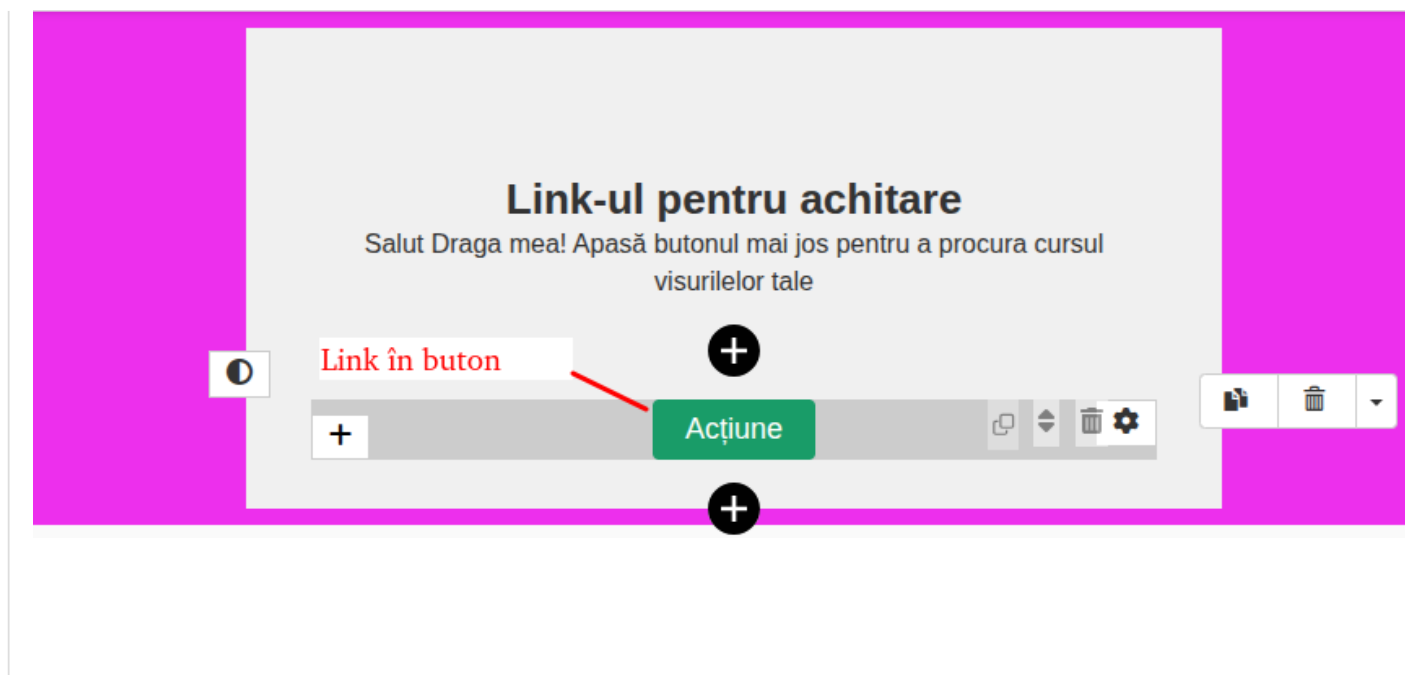 Link-ul pentru achitare
Salut Draga mea! Apasă butonul mai jos pentru a procura cursul
visurilelor tale
Link în buton
Acțiune